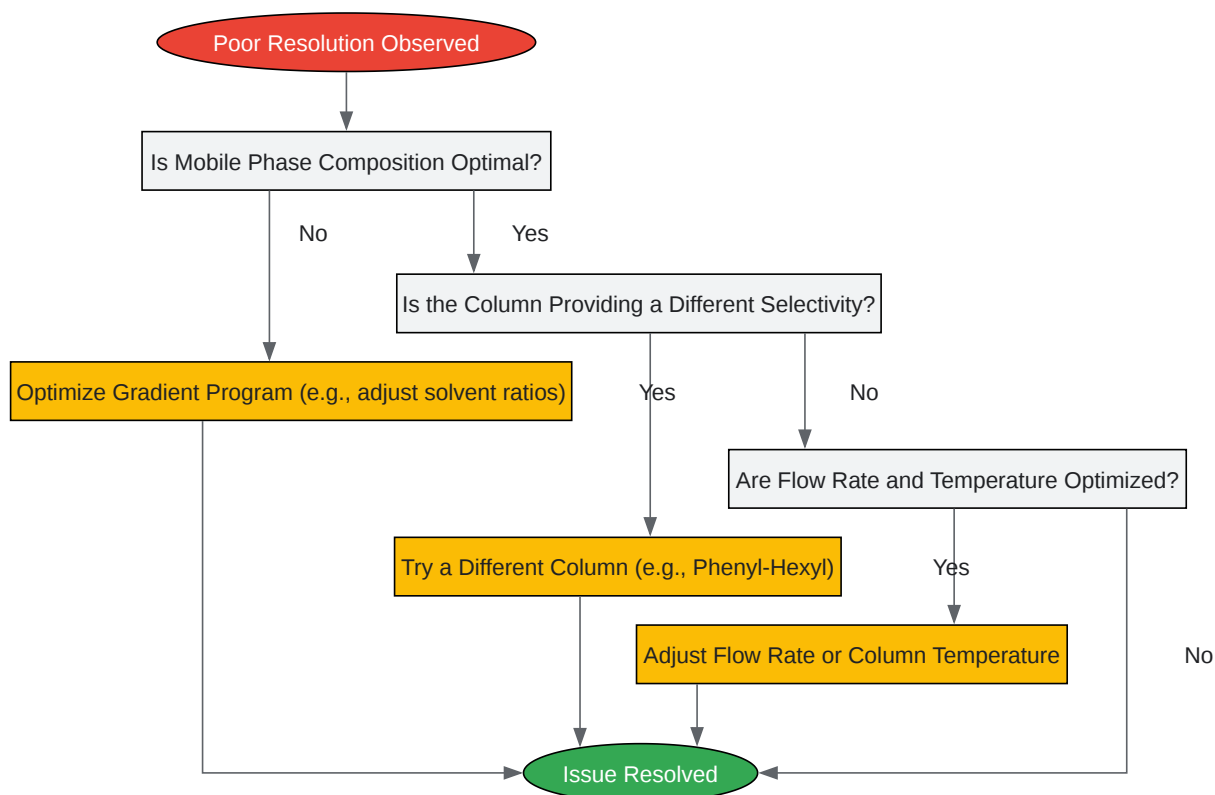 Poor Resolution Observed
Is Mobile Phase Composition Optimal?
No
Yes
Is the Column Providing a Different Selectivity?
Optimize Gradient Program (e.g., adjust solvent ratios)
Yes
No
Are Flow Rate and Temperature Optimized?
Try a Different Column (e.g., Phenyl-Hexyl)
Yes
Adjust Flow Rate or Column Temperature
No
Issue Resolved